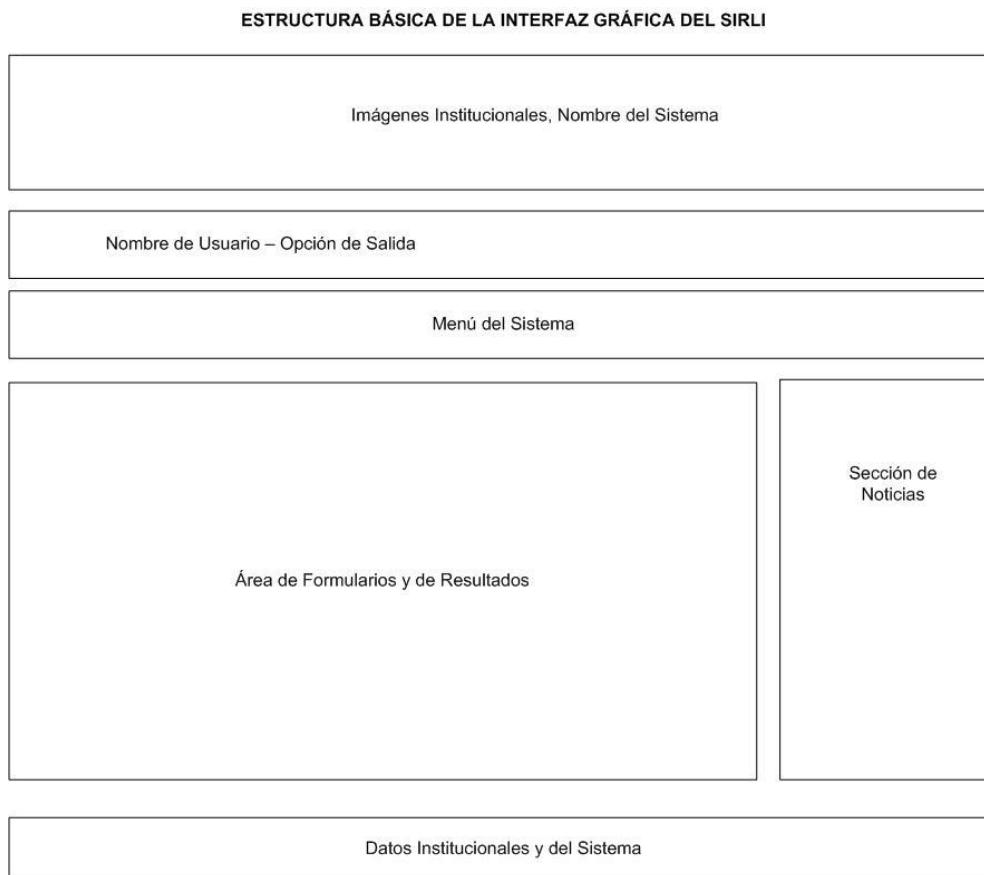 ESTRUCTURA BÁSICA DE LA INTERFAZ GRÁFICA DEL SIRLI
Imágenes Institucionales, Nombre del Sistema
Nombre de Usuario – Opción de Salida
Menú del Sistema
Sección de
Noticias
Área de Formularios y de Resultados
Datos Institucionales y del Sistema